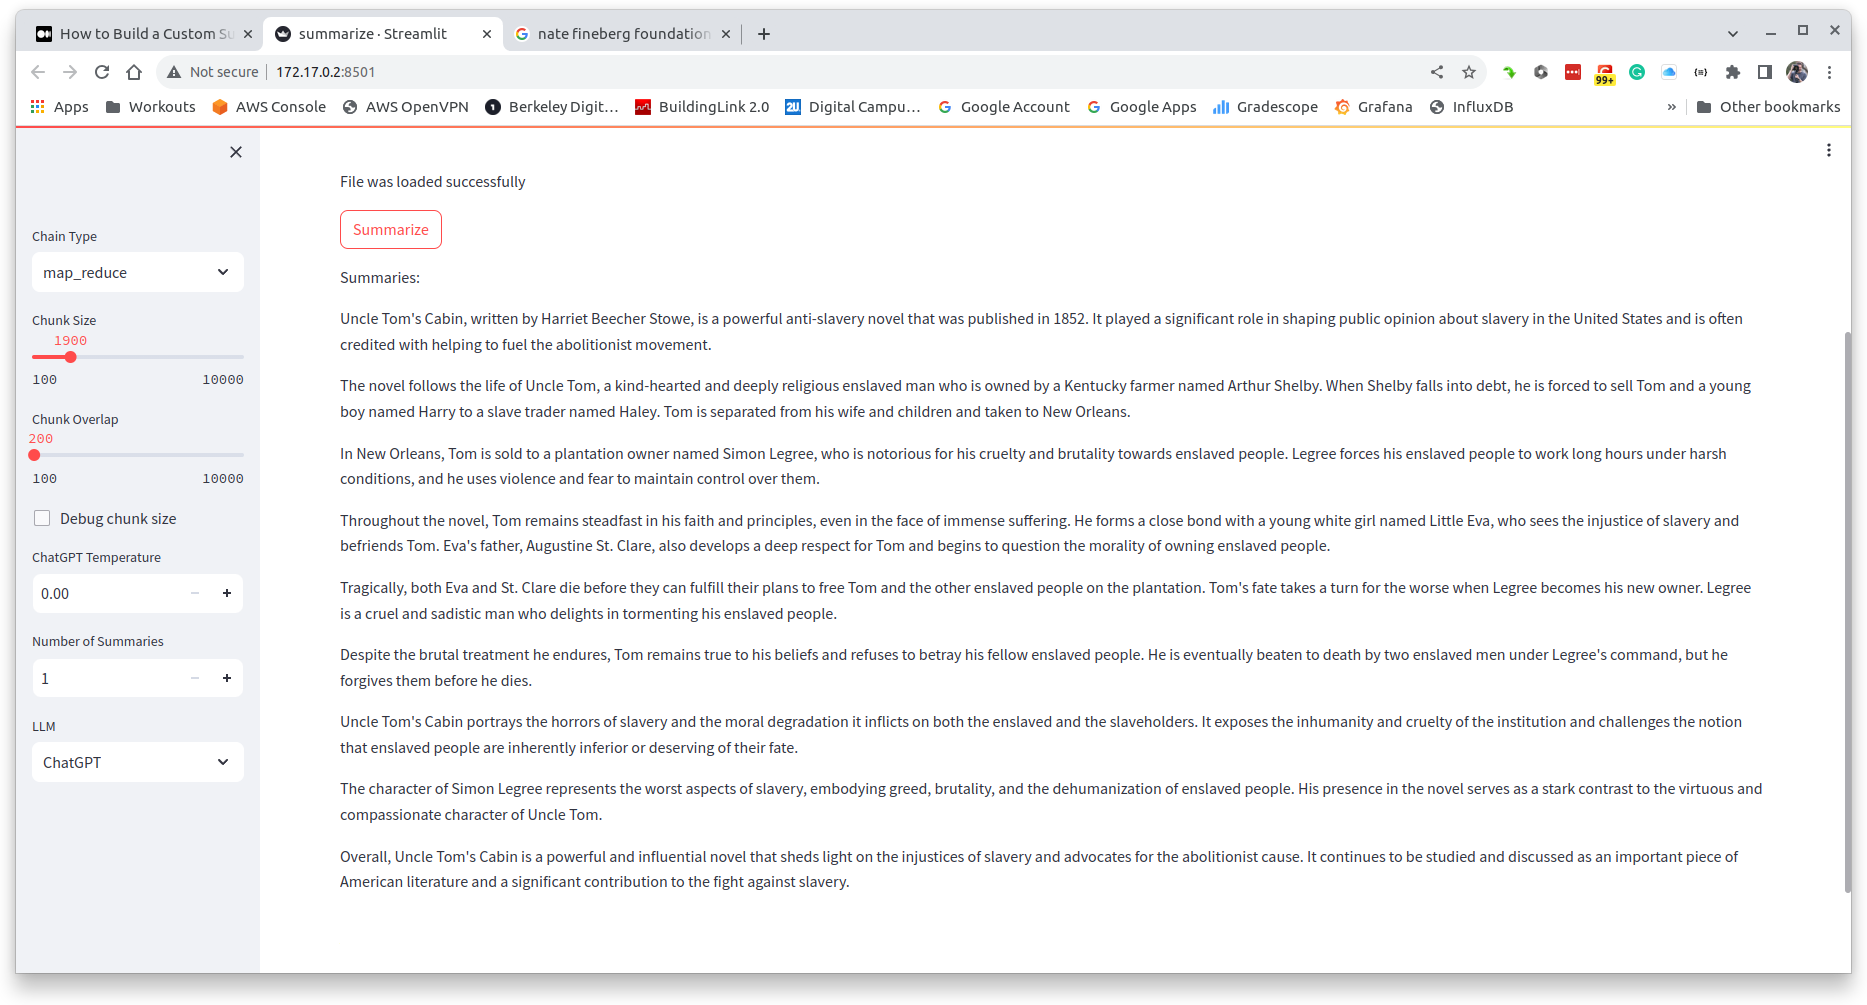 How to Build a Custom Su
summarize · Streamlit
nate fineberg foundation
Not secure
172.17.0.2:8501
99+
Apps
Workouts
AWS Console
AWS OpenVPN
Berkeley Digit...
BuildingLink 2.0
Digital Campu...
Google Account
Google Apps
Gradescope
Grafana
InfluxDB
»
Other bookmarks
Chain Type
map_reduce
Chunk Size
1900
100 10000
Chunk Overlap
200
100 10000
Debug chunk size
ChatGPT Temperature
0.00
Number of Summaries
1
LLM
ChatGPT
File was loaded successfully
Summarize
Summaries:
Uncle Tom's Cabin, written by Harriet Beecher Stowe, is a powerful anti-slavery novel that was published in 1852. It played a significant role in shaping public opinion about slavery in the United States and is often
credited with helping to fuel the abolitionist movement.
The novel follows the life of Uncle Tom, a kind-hearted and deeply religious enslaved man who is owned by a Kentucky farmer named Arthur Shelby. When Shelby falls into debt, he is forced to sell Tom and a young
boy named Harry to a slave trader named Haley. Tom is separated from his wife and children and taken to New Orleans.
In New Orleans, Tom is sold to a plantation owner named Simon Legree, who is notorious for his cruelty and brutality towards enslaved people. Legree forces his enslaved people to work long hours under harsh
conditions, and he uses violence and fear to maintain control over them.
Throughout the novel, Tom remains steadfast in his faith and principles, even in the face of immense suffering. He forms a close bond with a young white girl named Little Eva, who sees the injustice of slavery and
befriends Tom. Eva's father, Augustine St. Clare, also develops a deep respect for Tom and begins to question the morality of owning enslaved people.
Tragically, both Eva and St. Clare die before they can fulfill their plans to free Tom and the other enslaved people on the plantation. Tom's fate takes a turn for the worse when Legree becomes his new owner. Legree
is a cruel and sadistic man who delights in tormenting his enslaved people.
Despite the brutal treatment he endures, Tom remains true to his beliefs and refuses to betray his fellow enslaved people. He is eventually beaten to death by two enslaved men under Legree's command, but he
forgives them before he dies.
Uncle Tom's Cabin portrays the horrors of slavery and the moral degradation it inflicts on both the enslaved and the slaveholders. It exposes the inhumanity and cruelty of the institution and challenges the notion
that enslaved people are inherently inferior or deserving of their fate.
The character of Simon Legree represents the worst aspects of slavery, embodying greed, brutality, and the dehumanization of enslaved people. His presence in the novel serves as a stark contrast to the virtuous and
compassionate character of Uncle Tom.
Overall, Uncle Tom's Cabin is a powerful and influential novel that sheds light on the injustices of slavery and advocates for the abolitionist cause. It continues to be studied and discussed as an important piece of
American literature and a significant contribution to the fight against slavery.